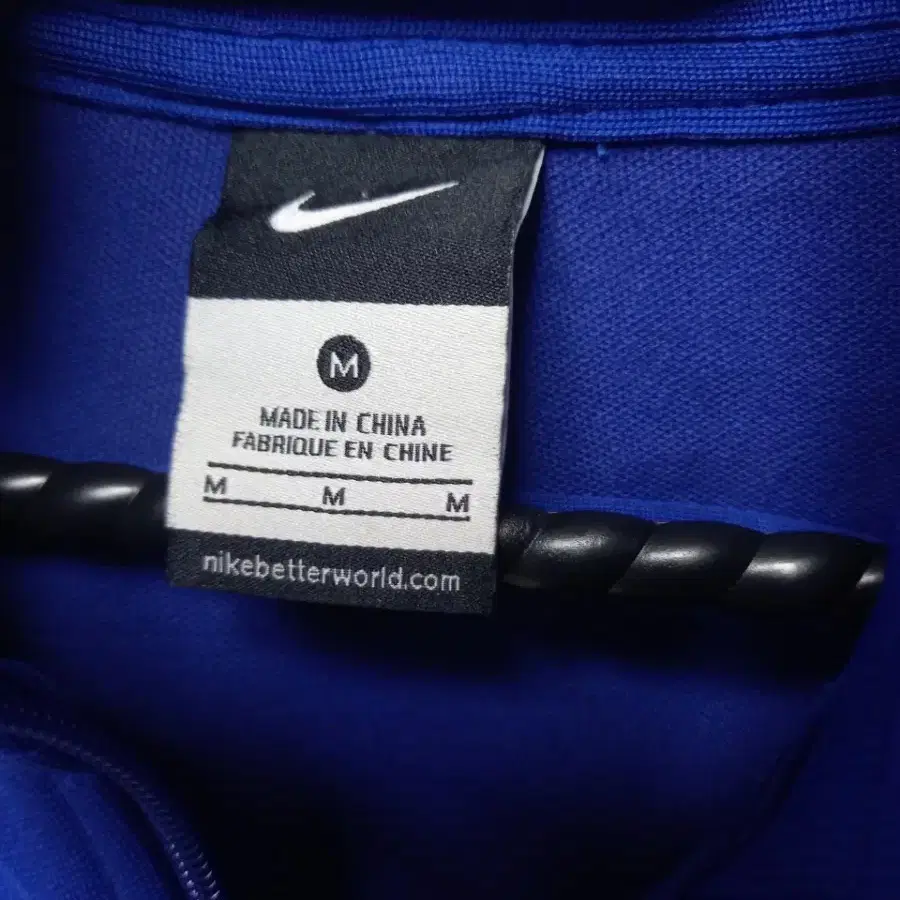 M
MADE IN CHINA
FABRIQUE EN CHINE
M M M
nikebetterworld.com